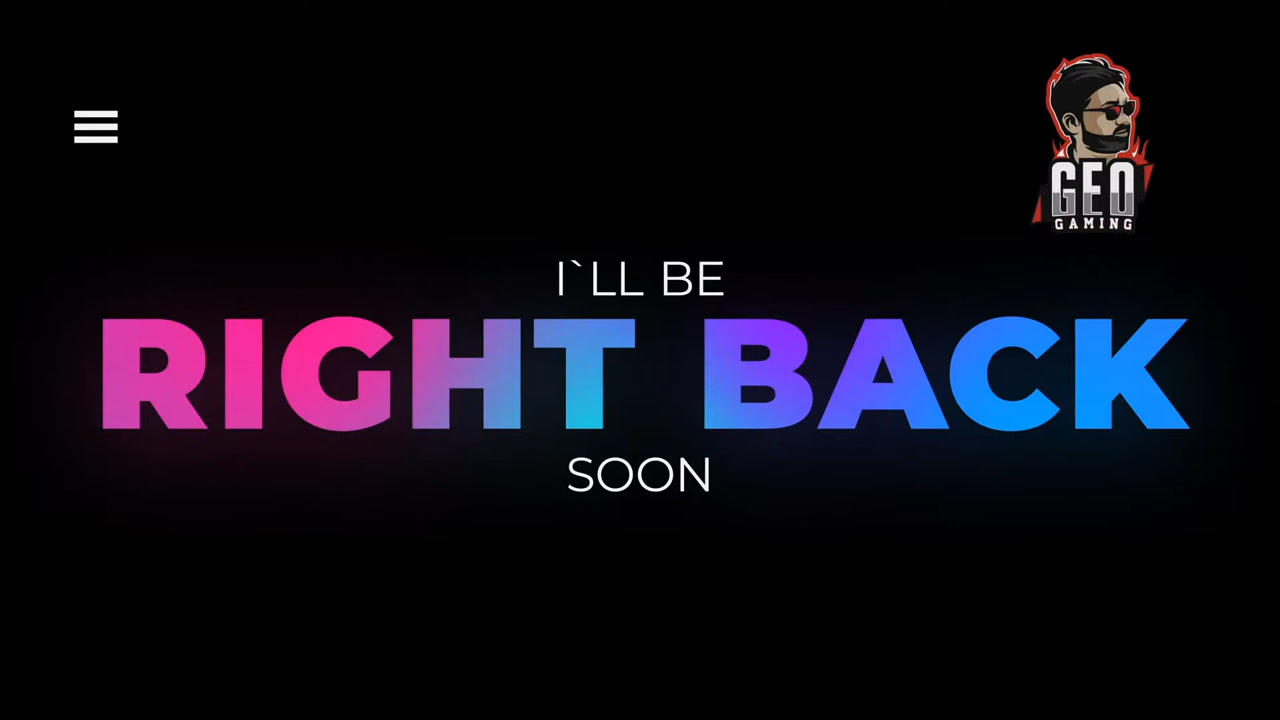 GEO
GAMING
I`LL BE
RIGHT BACK
SOON